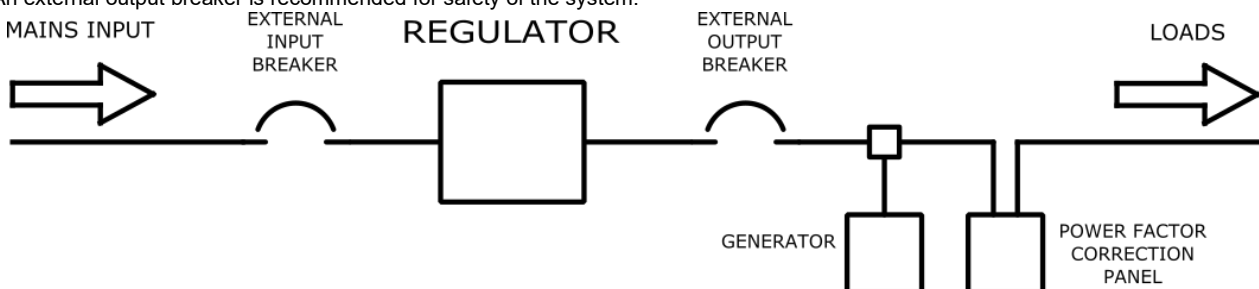 An external output breaker is recommended for safety of the system.
MAINS INPUT
EXTERNAL
INPUT
BREAKER
REGULATOR
EXTERNAL
OUTPUT
BREAKER
LOADS
GENERATOR
POWER FACTOR
CORRECTION
PANEL